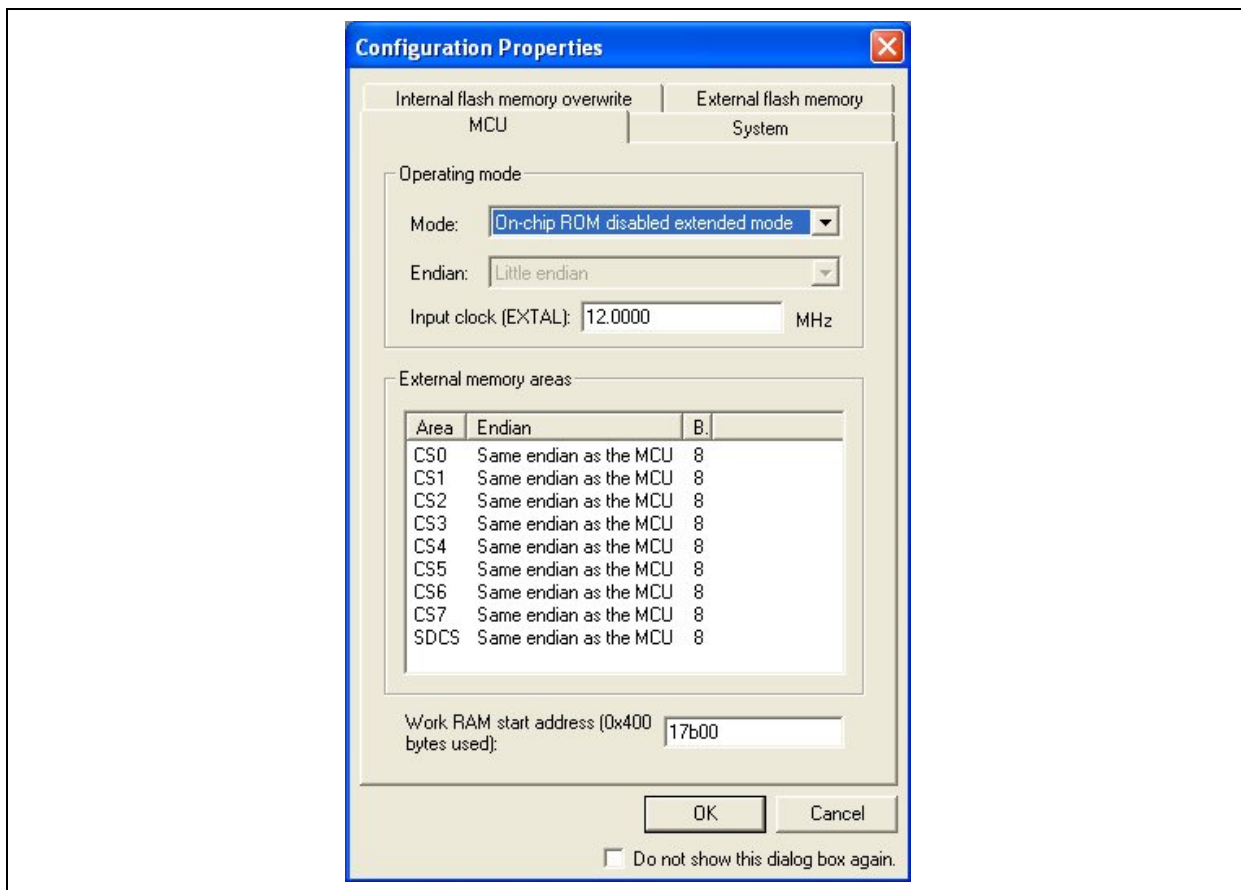 Configuration Properties
Internal flash memory overwrite External flash memory
MCU System
Operating mode
Mode: On-chip ROM disabled extended mode
Endian: Little endian
Input clock (EXTAL): 12.0000 MHz
External memory areas
Area Endian B.
CS0 Same endian as the MCU 8
CS1 Same endian as the MCU 8
CS2 Same endian as the MCU 8
CS3 Same endian as the MCU 8
CS4 Same endian as the MCU 8
CS5 Same endian as the MCU 8
CS6 Same endian as the MCU 8
CS7 Same endian as the MCU 8
SDCS Same endian as the MCU 8
Work RAM start address (0x400
bytes used): 17b00
OK Cancel
Do not show this dialog box again.